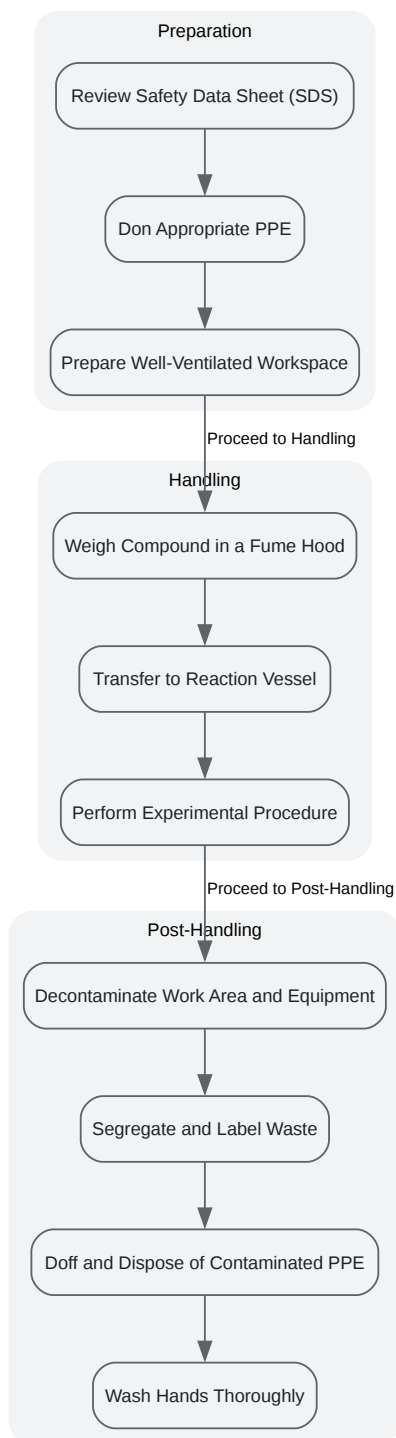 Preparation
Review Safety Data Sheet (SDS)
Don Appropriate PPE
Prepare Well-Ventilated Workspace
Proceed to Handling
Handling
Weigh Compound in a Fume Hood
Transfer to Reaction Vessel
Perform Experimental Procedure
Proceed to Post-Handling
Post-Handling
Decontaminate Work Area and Equipment
Segregate and Label Waste
Doff and Dispose of Contaminated PPE
Wash Hands Thoroughly